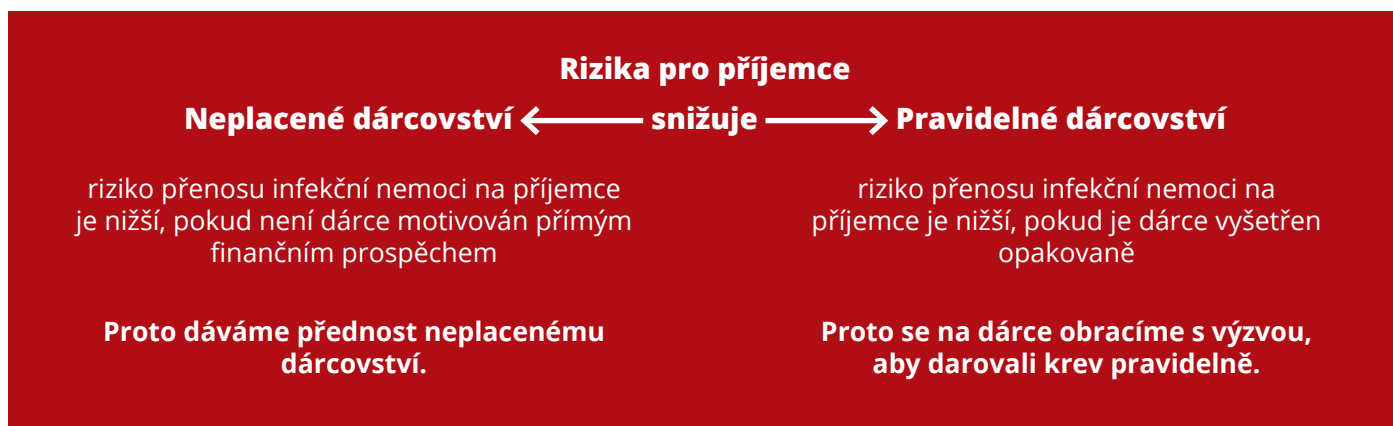 Rizika pro příjemce
Neplacené dárcovství ← snižuje → Pravidelné dárcovství
riziko přenosu infekční nemoci na příjemce
je nižší, pokud není dárce motivován přímým
finančním prospěchem
Proto dáváme přednost neplacenému
dárcovství.
riziko přenosu infekční nemoci na
příjemce je nižší, pokud je dárce vyšetřen
opakovaně
Proto se na dárce obracíme s výzvou,
aby darovali krev pravidelně.